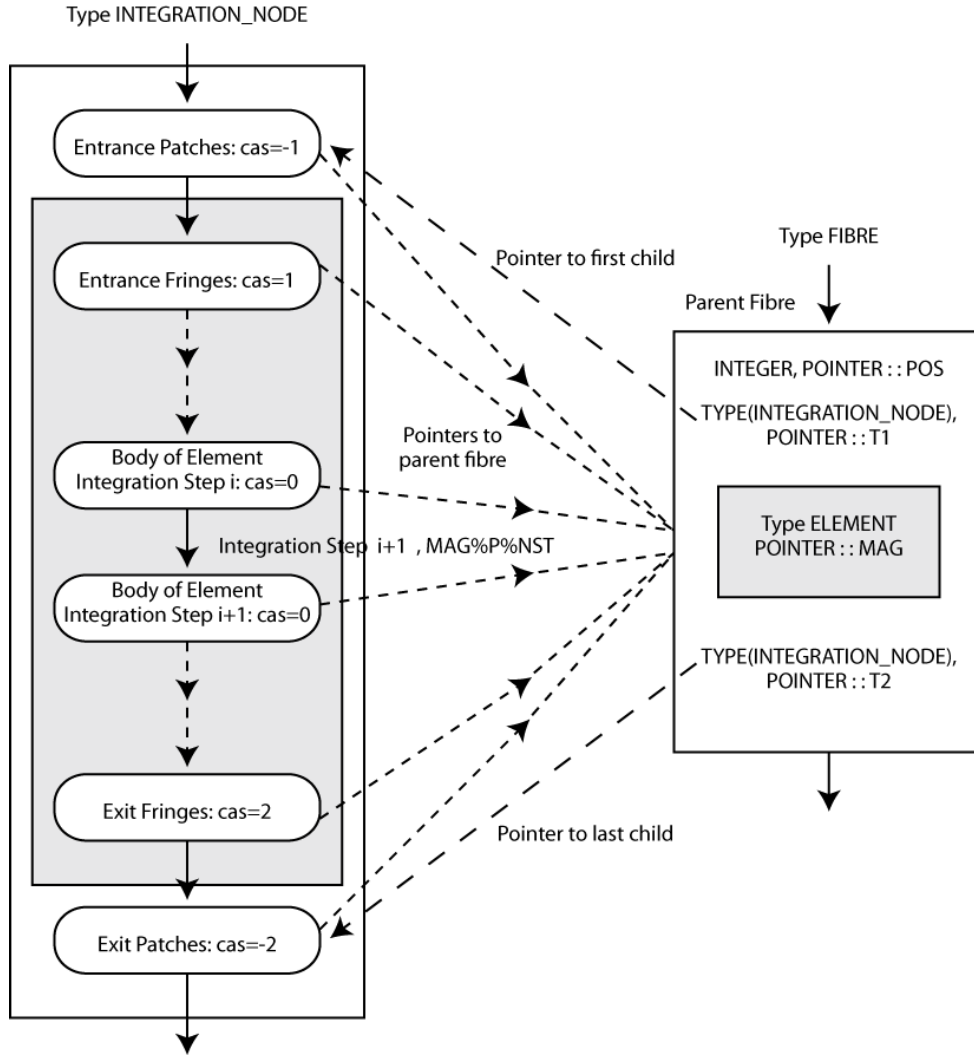 Type INTEGRATION_NODE
Entrance Patches: cas=-1
Entrance Fringes: cas=1
Body of Element
Integration Step i: cas=0
Integration Step i+1 , MAG%P%NST
Body of Element
Integration Step i+1: cas=0
Exit Fringes: cas=2
Exit Patches: cas=-2
Pointer to first child
Pointers to
parent fibre
Pointer to last child
Type FIBRE
Parent Fibre
INTEGER, POINTER : : POS
TYPE(INTEGRATION_NODE),
POINTER : : T1
Type ELEMENT
POINTER : : MAG
TYPE(INTEGRATION_NODE),
POINTER : : T2